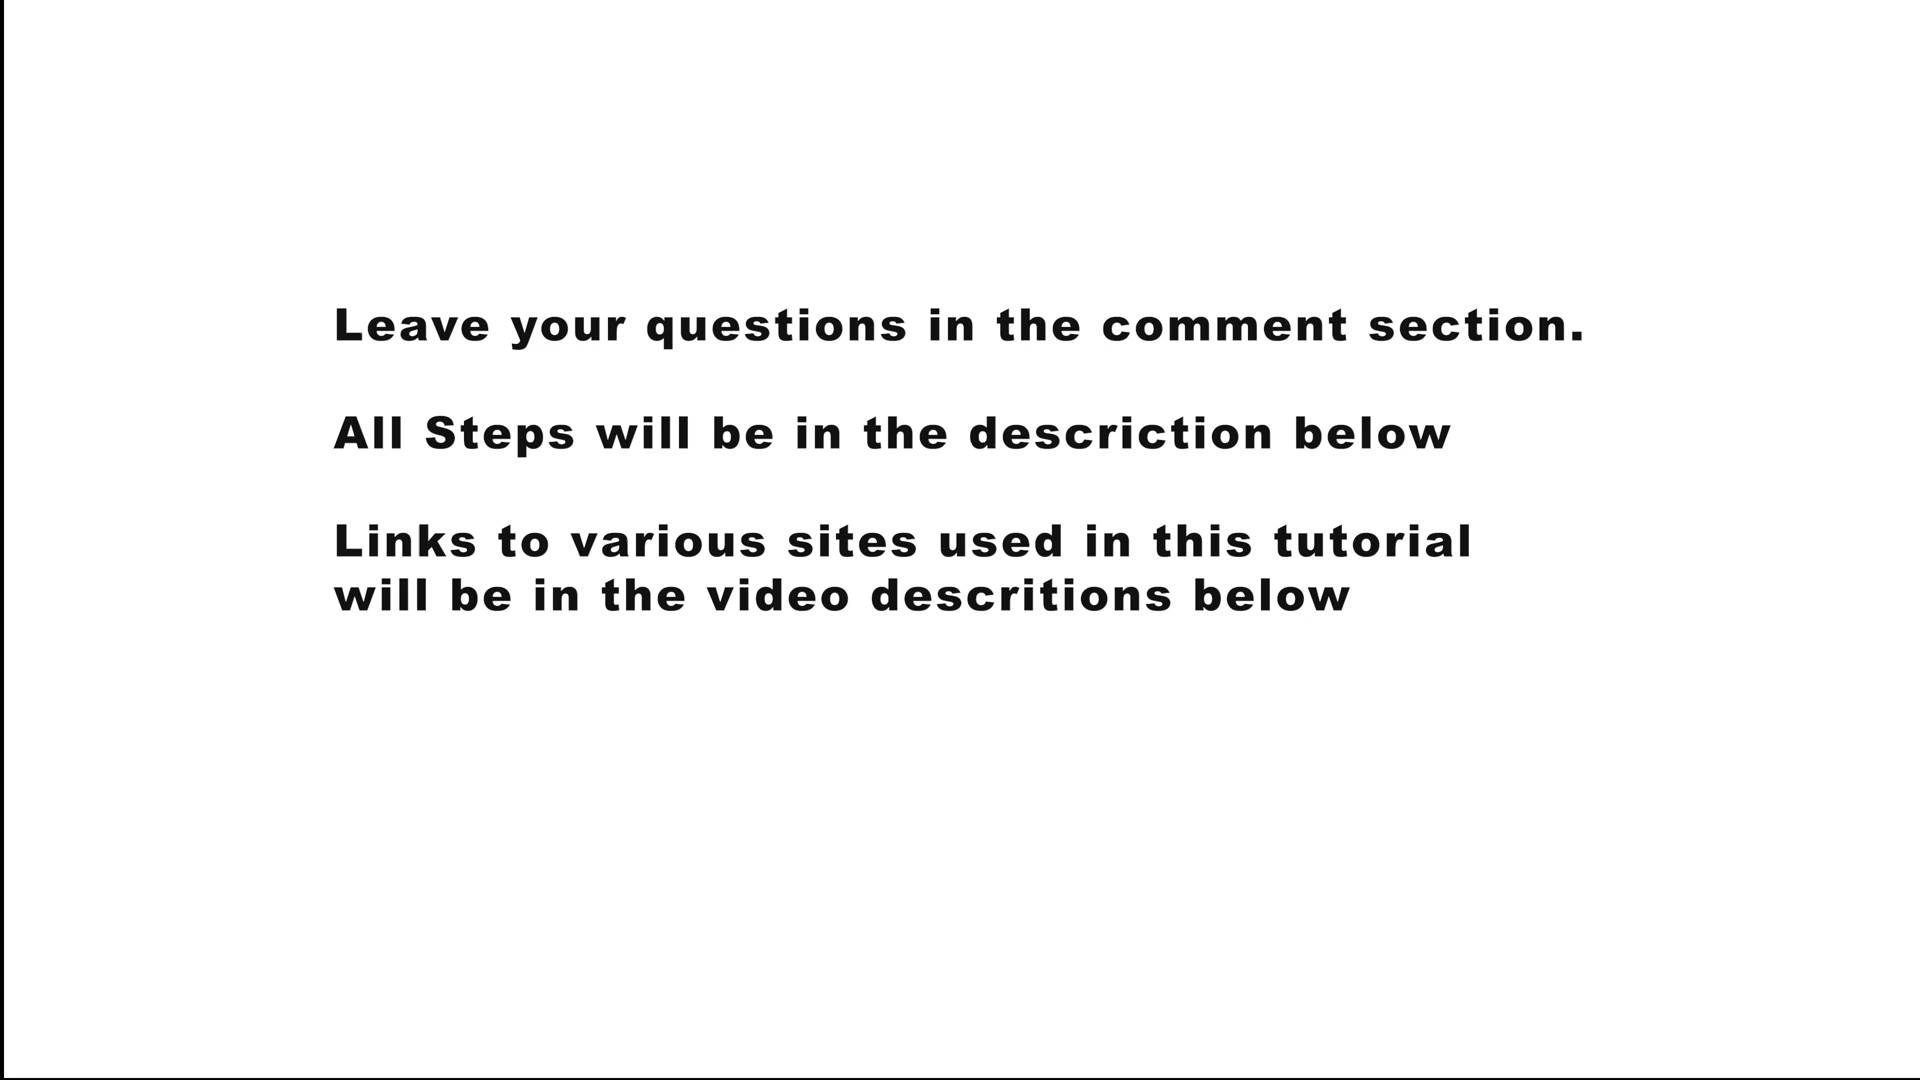 Leave your questions in the comment section.
All Steps will be in the descriction below
Links to various sites used in this tutorial
will be in the video descritions below